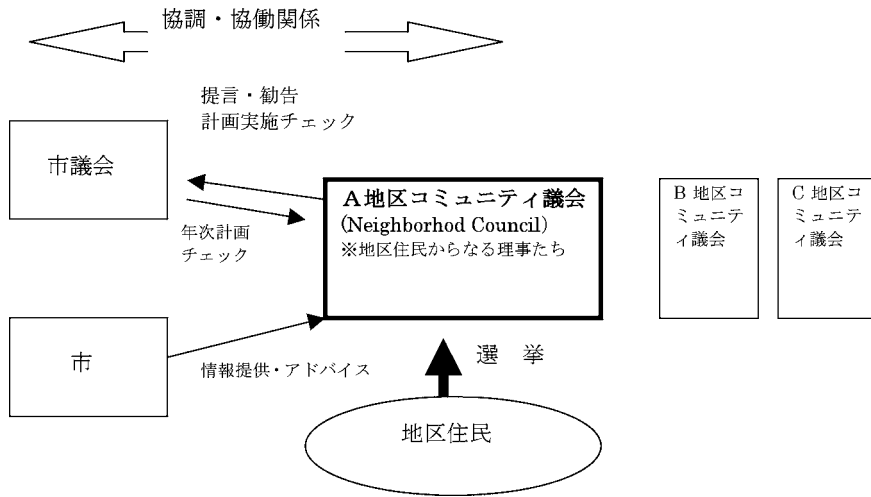 協調・協働関係
提言・勧告
計画実施チェック
市議会
年次計画
チェック
A地区コミュニティ議会
(Neighborhod Council)
※地区住民からなる理事たち
B 地区コ
ミュニテ
ィ議会
C 地区コ
ミュニテ
ィ議会
市
情報提供・アドバイス
選 挙
地区住民